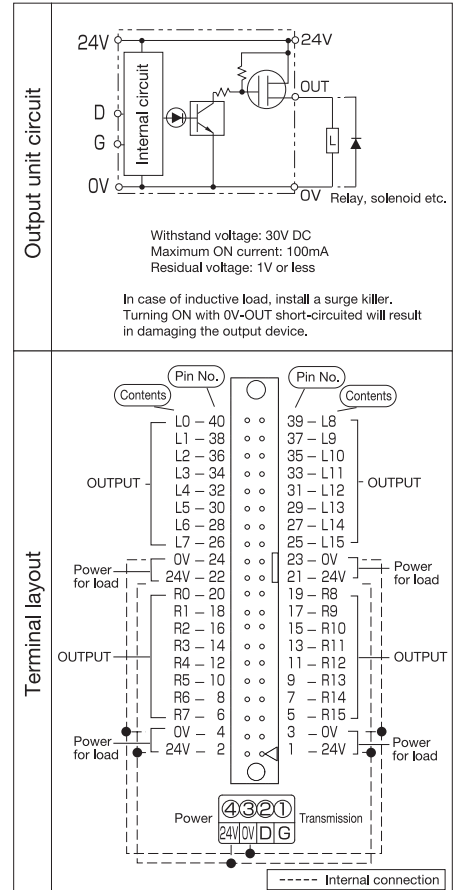 Output unit circuit
24V
24V
Internal circuit
OUT
D
G
L
0V
0V
Relay, solenoid etc.
Withstand voltage: 30V DC
Maximum ON current: 100mA
Residual voltage: 1V or less
In case of inductive load, install a surge killer.
Turning ON with 0V-OUT short-circuited will result
in damaging the output device.
Terminal layout
Pin No. Pin No.
Contents Contents
L0 – 40 39 – L8
L1 – 38 37 – L9
L2 – 36 35 – L10
L3 – 34 33 – L11
OUTPUT L4 – 32 31 – L12 OUTPUT
L5 – 30 29 – L13
L6 – 28 27 – L14
L7 – 26 25 – L15
Power for load 0V – 24 23 – 0V Power for load
24V – 22 21 – 24V
R0 – 20 19 – R8
R1 – 18 17 – R9
R2 – 16 15 – R10
R3 – 14 13 – R11
OUTPUT R4 – 12 11 – R12 OUTPUT
R5 – 10 9 – R13
R6 – 8 7 – R14
R7 – 6 5 – R15
Power for load 0V – 4 3 – 0V Power for load
24V – 2 1 – 24V
Power ④③②① Transmission
24V 0V D G
Internal connection